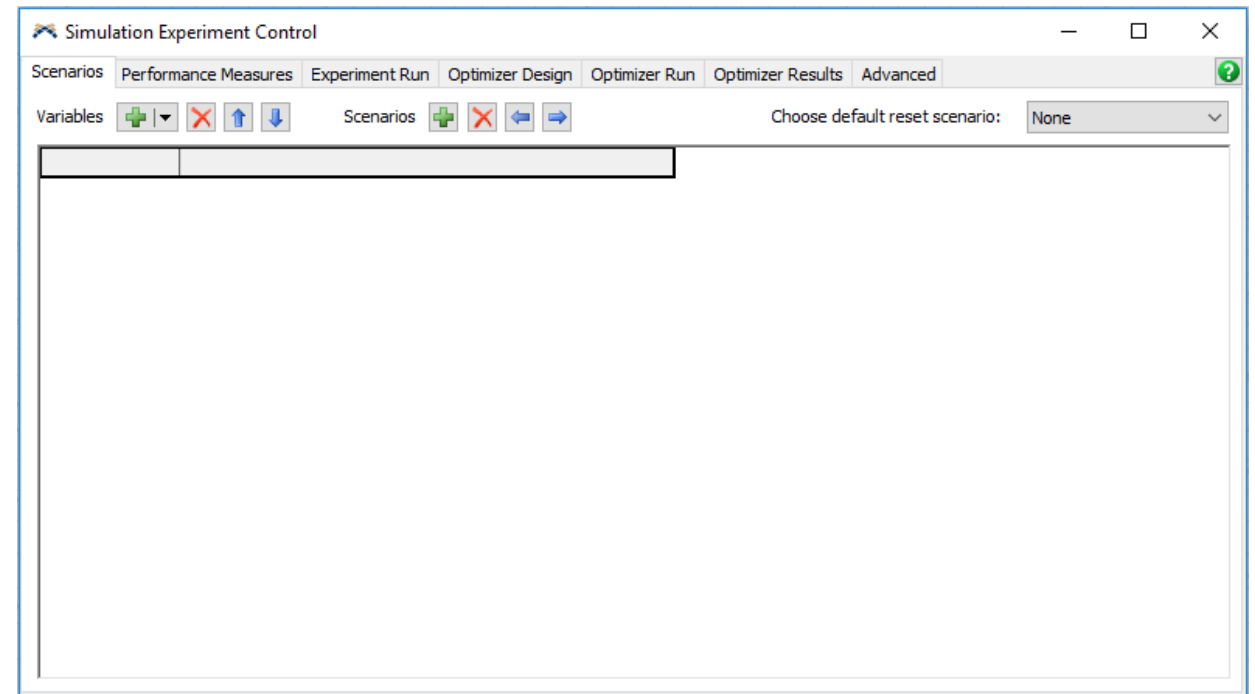 Simulation Experiment Control
Scenarios Performance Measures Experiment Run Optimizer Design Optimizer Run Optimizer Results Advanced
Variables Scenarios Choose default reset scenario: None